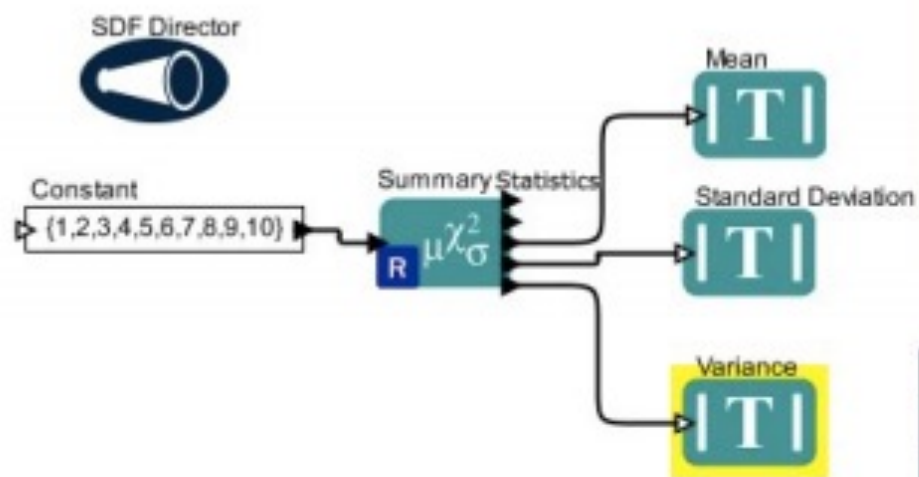 SDF Director
Mean
T
Constant
Summary Statistics
Standard Deviation
{1,2,3,4,5,6,7,8,9,10}
μχ²σ
R
T
Variance
T